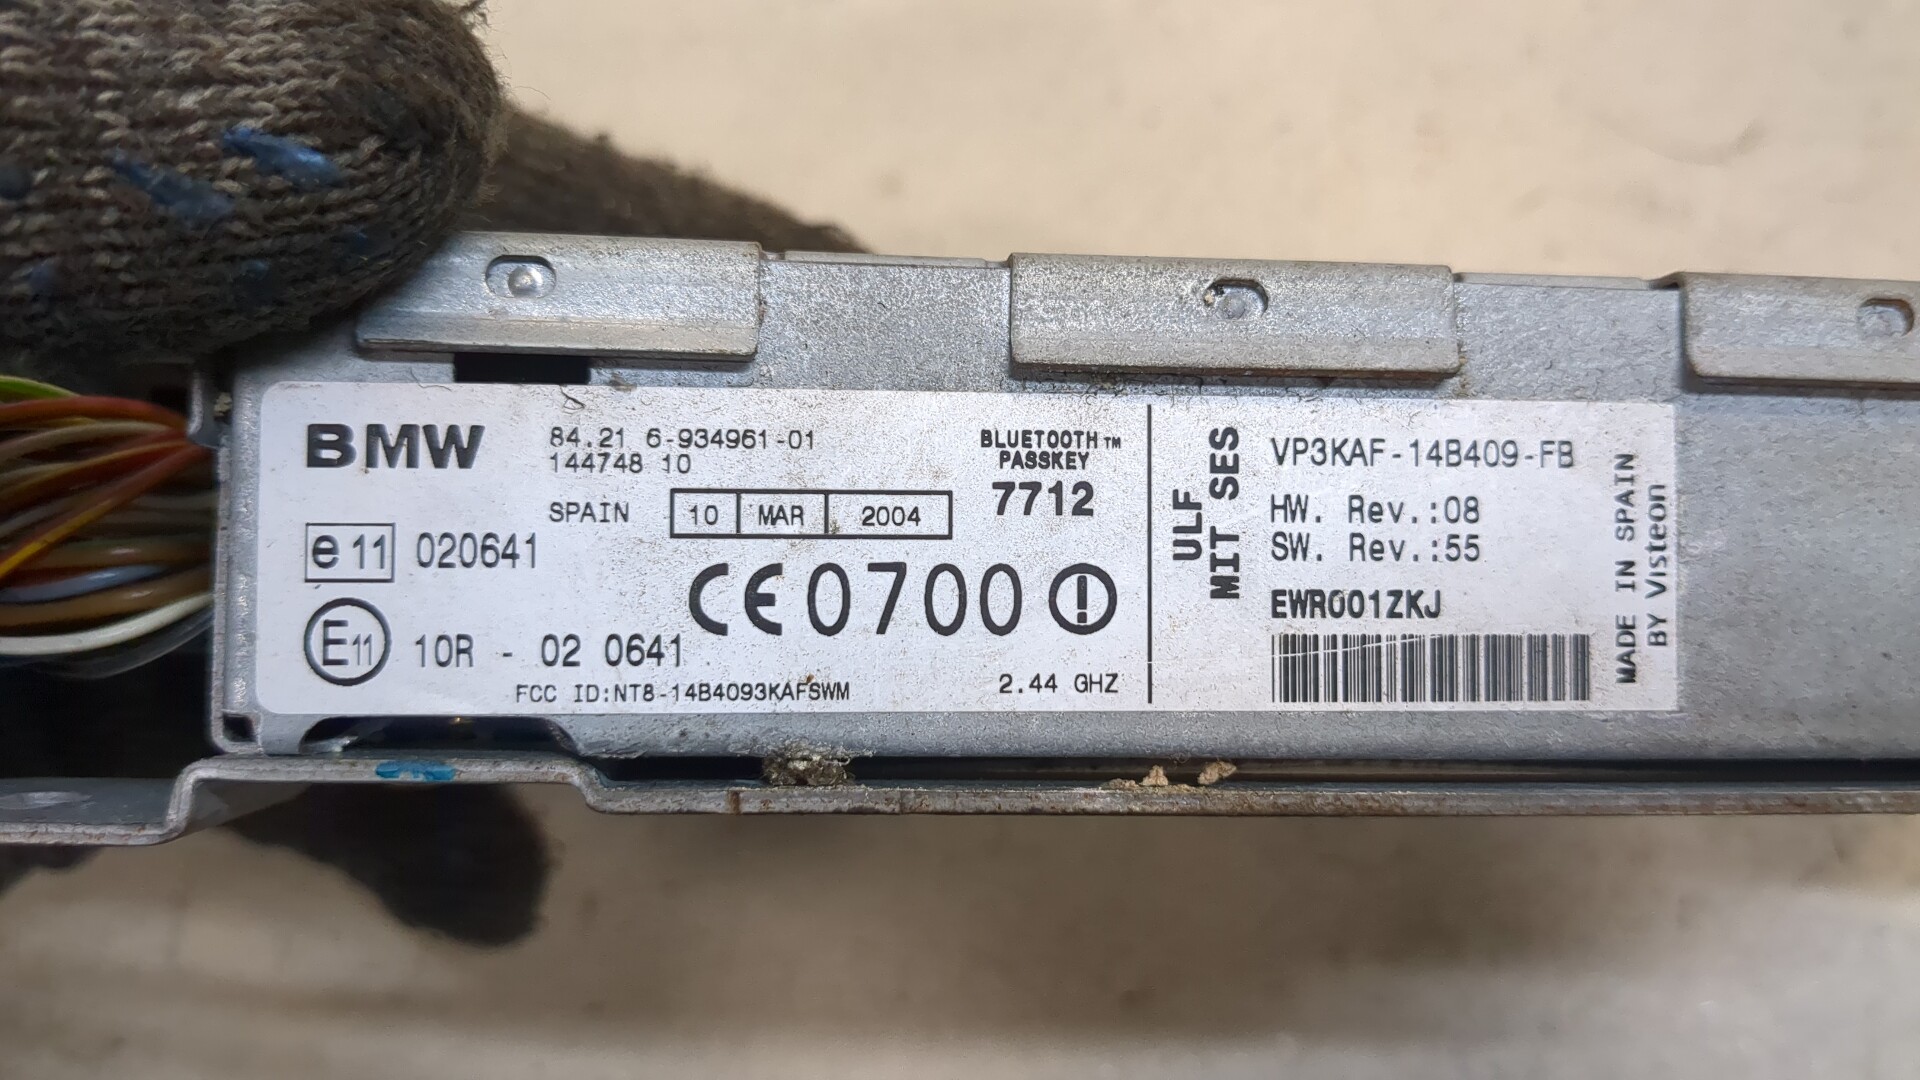 BMW
84.21 6-934961-01
144748 10
SPAIN
10 MAR 2004
BLUETOOTH™
PASSKEY
7712
e11 020641
CE0700
E11 10R - 02 0641
FCC ID:NT8-14B4093KAFSWM
2.44 GHZ
ULF
MIT SES
VP3KAF-14B409-FB
HW. Rev.:08
SW. Rev.:55
EWR001ZKJ
MADE IN SPAIN
BY Visteon